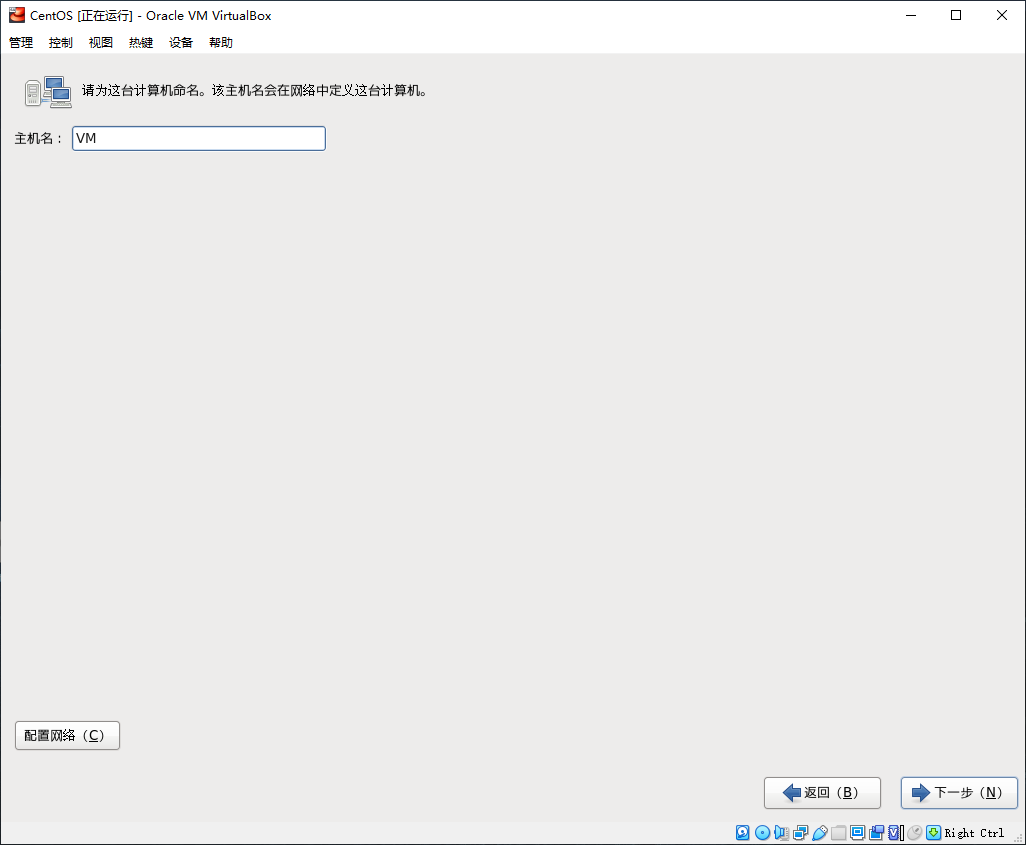 CentOS [正在运行] - Oracle VM VirtualBox
管理 控制 视图 热键 设备 帮助
请为这台计算机命名。该主机名会在网络中定义这台计算机。
主机名： VM
配置网络（C）
返回（B） 下一步（N）
Right Ctrl